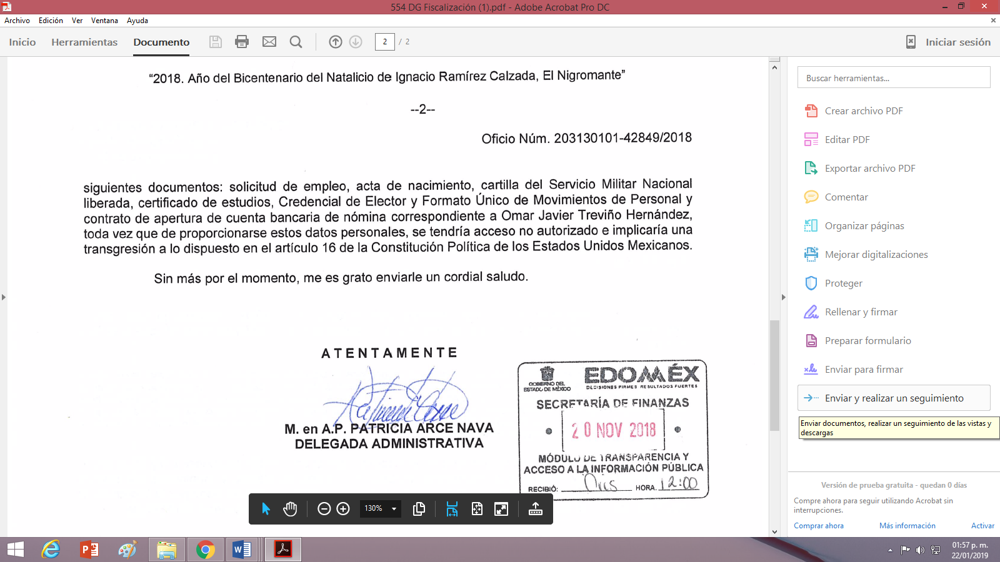 554 DG Fiscalización (1).pdf - Adobe Acrobat Pro DC
Archivo Edición Ver Ventana Ayuda
Inicio Herramientas Documento 2 / 2 Iniciar sesión
“2018. Año del Bicentenario del Natalicio de Ignacio Ramírez Calzada, El Nigromante”
--2--
Oficio Núm. 203130101-42849/2018
siguientes documentos: solicitud de empleo, acta de nacimiento, cartilla del Servicio Militar Nacional
liberada, certificado de estudios, Credencial de Elector y Formato Único de Movimientos de Personal y
contrato de apertura de cuenta bancaria de nómina correspondiente a Omar Javier Treviño Hernández,
toda vez que de proporcionarse estos datos personales, se tendría acceso no autorizado e implicaría una
transgresión a lo dispuesto en el artículo 16 de la Constitución Política de los Estados Unidos Mexicanos.
Sin más por el momento, me es grato enviarle un cordial saludo.
ATENTAMENTE
M. en A.P. PATRICIA ARCE NAVA
DELEGADA ADMINISTRATIVA
GOBIERNO DEL
ESTADO DE MÉXICO
EDOMÉX
DECISIONES FIRMES RESULTADOS FUERTES
SECRETARÍA DE FINANZAS
20 NOV 2018
MÓDULO DE TRANSPARENCIA Y
ACCESO A LA INFORMACIÓN PÚBLICA
RECIBIÓ: HORA. 12:00
130%
Buscar herramientas...
Crear archivo PDF
Editar PDF
Exportar archivo PDF
Comentar
Organizar páginas
Mejorar digitalizaciones
Proteger
Rellenar y firmar
Preparar formulario
Enviar para firmar
Enviar y realizar un seguimiento
Enviar documentos, realizar un seguimiento de las vistas y
descargas
Versión de prueba gratuita - quedan 0 días
Compre ahora para seguir utilizando Acrobat sin
interrupciones.
Comprar ahora Más información Activar
01:57 p. m.
22/01/2019